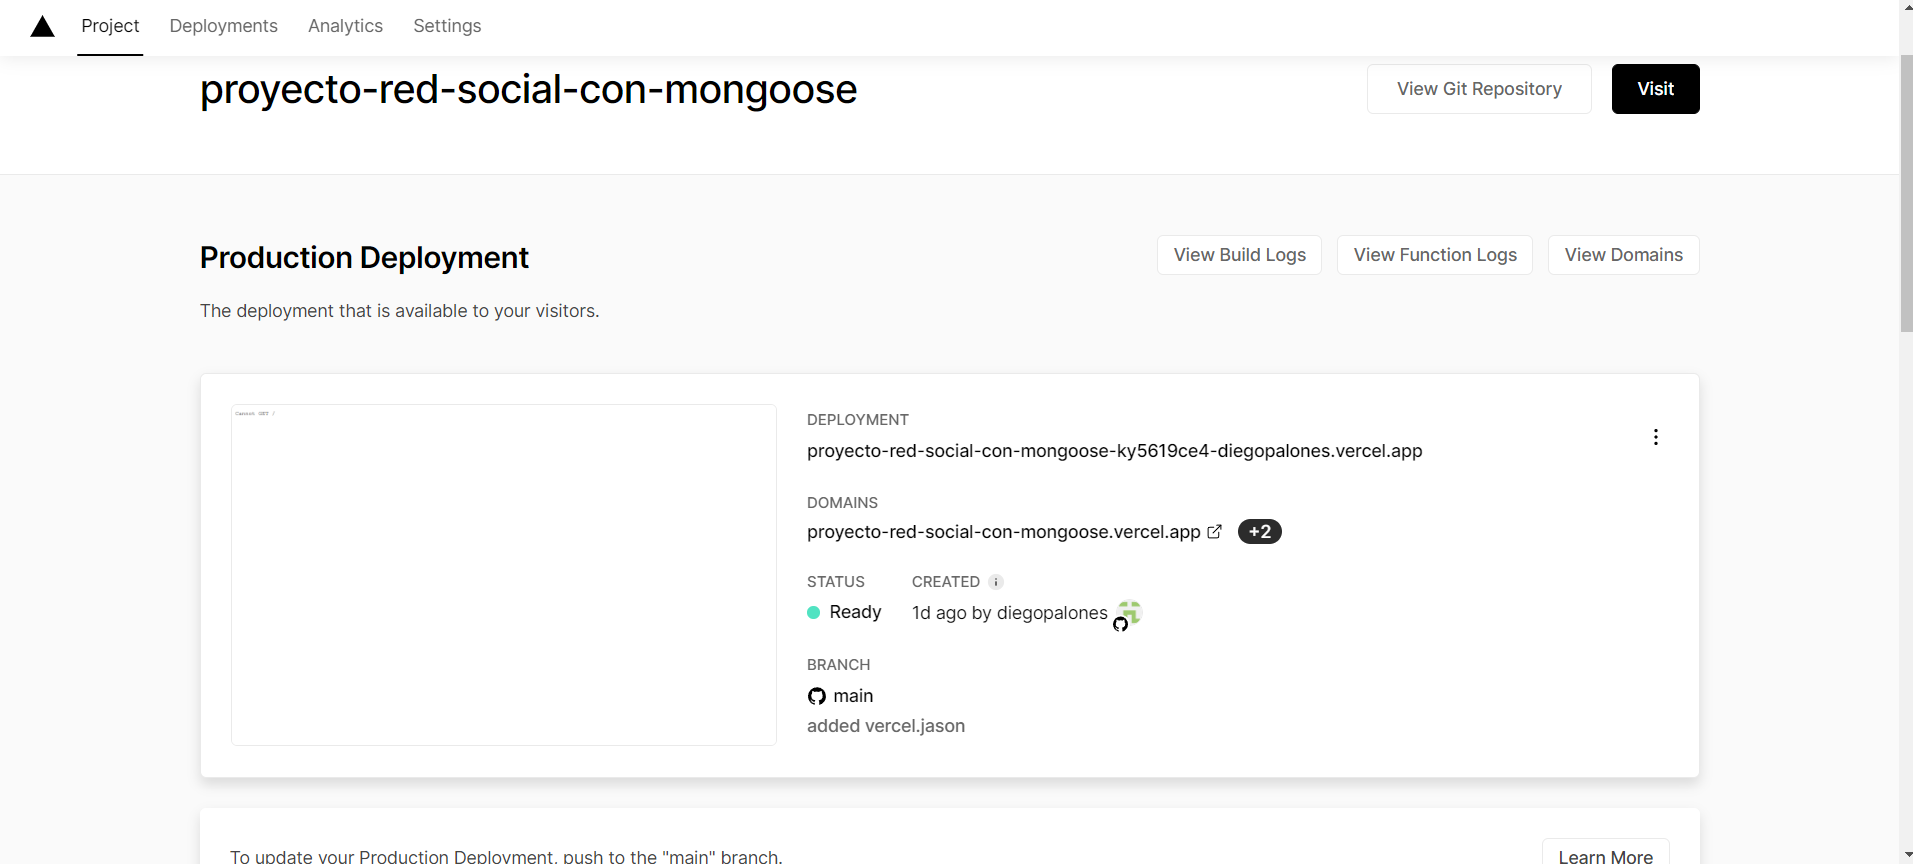 Project Deployments Analytics Settings
proyecto-red-social-con-mongoose
View Git Repository Visit
Production Deployment
View Build Logs View Function Logs View Domains
The deployment that is available to your visitors.
Cannot GET /
DEPLOYMENT
proyecto-red-social-con-mongoose-ky5619ce4-diegopalones.vercel.app
DOMAINS
proyecto-red-social-con-mongoose.vercel.app +2
STATUS CREATED i
Ready 1d ago by diegopalones
BRANCH
main
added vercel.jason
To update your Production Deployment, push to the "main" branch.
Learn More